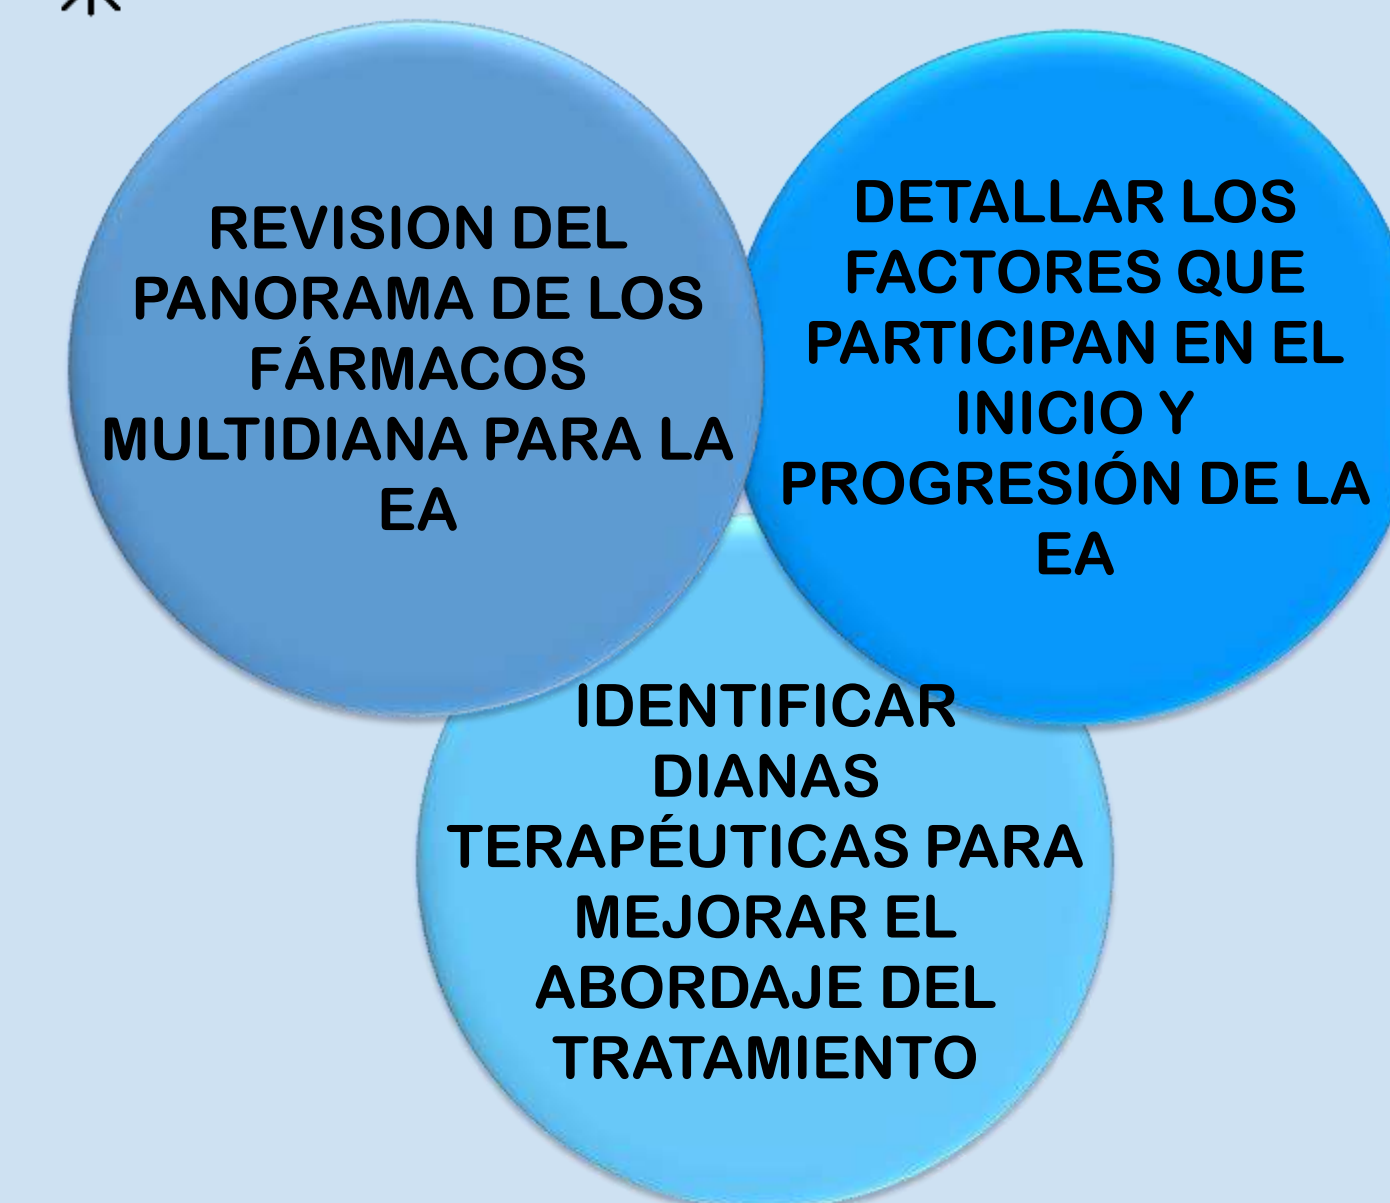 REVISION DEL
PANORAMA DE LOS
FÁRMACOS
MULTIDIANA PARA LA
EA
DETALLAR LOS
FACTORES QUE
PARTICIPAN EN EL
INICIO Y
PROGRESIÓN DE LA
EA
IDENTIFICAR
DIANAS
TERAPÉUTICAS PARA
MEJORAR EL
ABORDAJE DEL
TRATAMIENTO